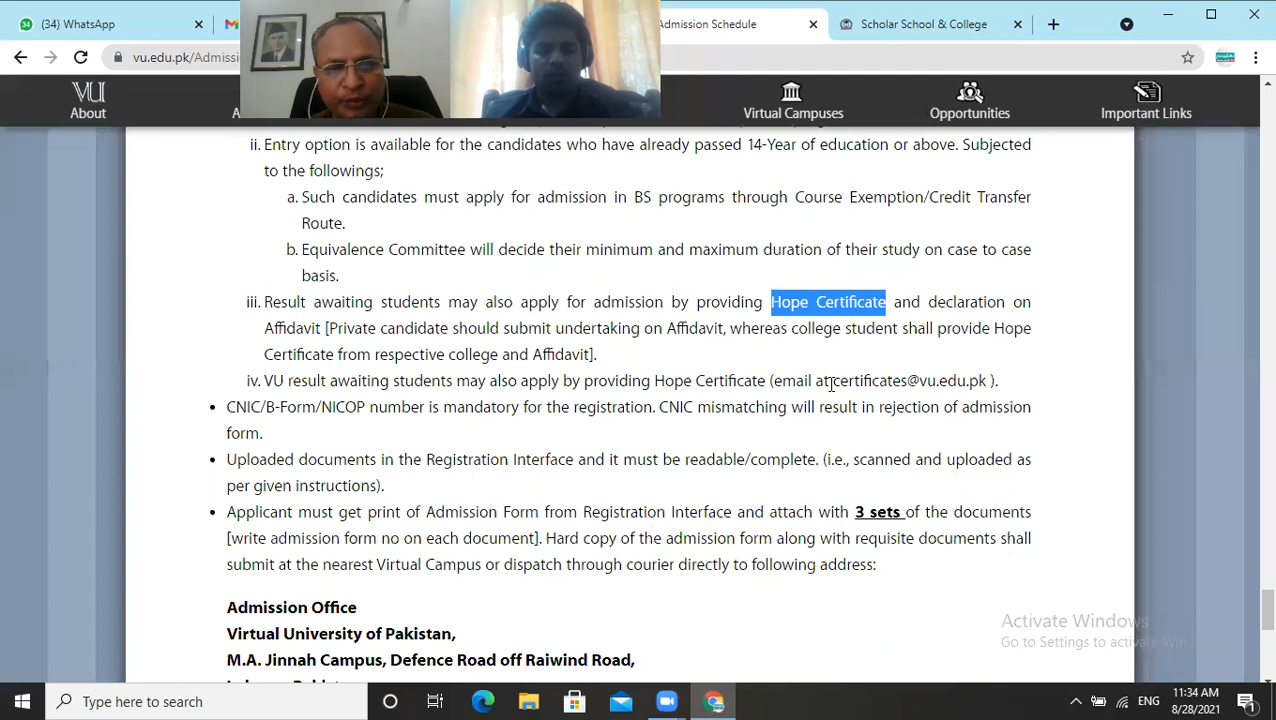 (34) WhatsApp
Admission Schedule
Scholar School & College
vu.edu.pk/Admissi
VU
About
Virtual Campuses
Opportunities
Important Links
ii. Entry option is available for the candidates who have already passed 14-Year of education or above. Subjected
to the followings;
a. Such candidates must apply for admission in BS programs through Course Exemption/Credit Transfer
Route.
b. Equivalence Committee will decide their minimum and maximum duration of their study on case to case
basis.
iii. Result awaiting students may also apply for admission by providing Hope Certificate and declaration on
Affidavit [Private candidate should submit undertaking on Affidavit, whereas college student shall provide Hope
Certificate from respective college and Affidavit].
iv. VU result awaiting students may also apply by providing Hope Certificate (email at certificates@vu.edu.pk ).
• CNIC/B-Form/NICOP number is mandatory for the registration. CNIC mismatching will result in rejection of admission
form.
• Uploaded documents in the Registration Interface and it must be readable/complete. (i.e., scanned and uploaded as
per given instructions).
• Applicant must get print of Admission Form from Registration Interface and attach with 3 sets of the documents
[write admission form no on each document]. Hard copy of the admission form along with requisite documents shall
submit at the nearest Virtual Campus or dispatch through courier directly to following address:
Admission Office
Virtual University of Pakistan,
M.A. Jinnah Campus, Defence Road off Raiwind Road,
Activate Windows
Go to Settings to activate Windows.
Type here to search
ENG
11:34 AM
8/28/2021